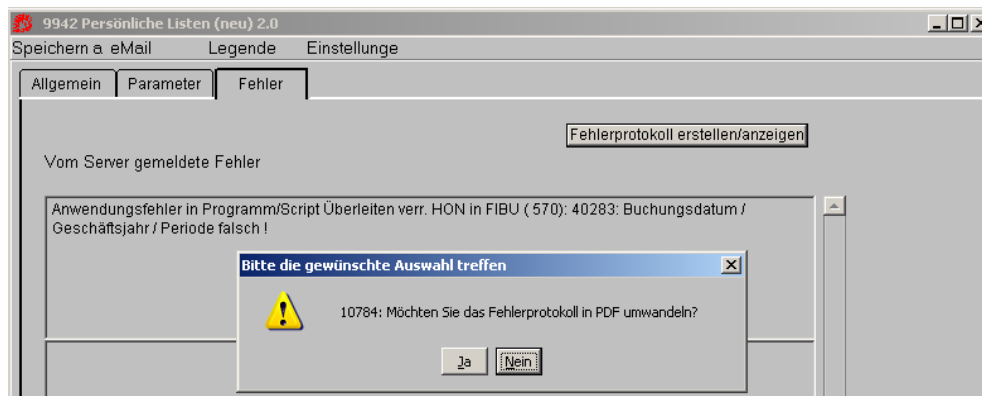 9942 Persönliche Listen (neu) 2.0
Speichern a eMail Legende Einstellunge
Allgemein Parameter Fehler
Fehlerprotokoll erstellen/anzeigen
Vom Server gemeldete Fehler
Anwendungsfehler in Programm/Script Überleiten verr. HON in FIBU ( 570): 40283: Buchungsdatum /
Geschäftsjahr / Periode falsch !
Bitte die gewünschte Auswahl treffen
10784: Möchten Sie das Fehlerprotokoll in PDF umwandeln?
Ja Nein